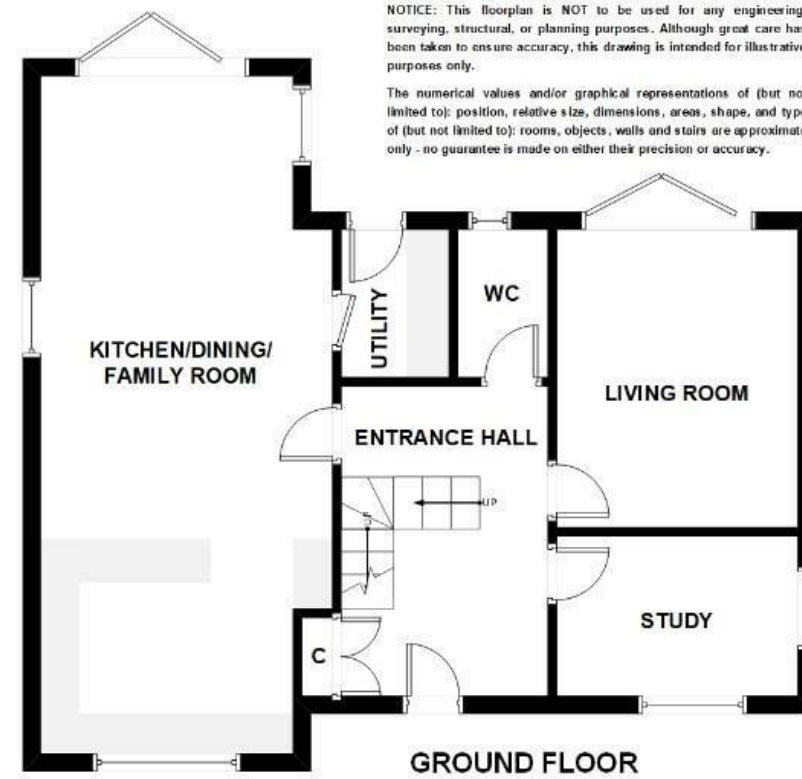 NOTICE: This floorplan is NOT to be used for any engineering,
surveying, structural, or planning purposes. Although great care has
been taken to ensure accuracy, this drawing is intended for illustrative
purposes only.
The numerical values and/or graphical representations of (but no
limited to): position, relative size, dimensions, areas, shape, and typ
of (but not limited to): rooms, objects, walls and stairs are approximat
only - no guarantee is made on either their precision or accuracy.
KITCHEN/DINING/
FAMILY ROOM
UTILITY
WC
LIVING ROOM
ENTRANCE HALL
UP
UP
STUDY
C
GROUND FLOOR